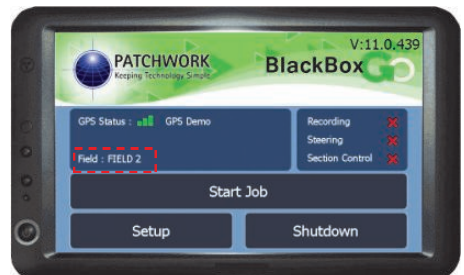 V:11.0.439
PATCHWORK
Keeping Technology Simple
BlackBox GO
GPS Status : GPS Demo
Field : FIELD 2
Recording
Steering
Section Control
Start Job
Setup
Shutdown